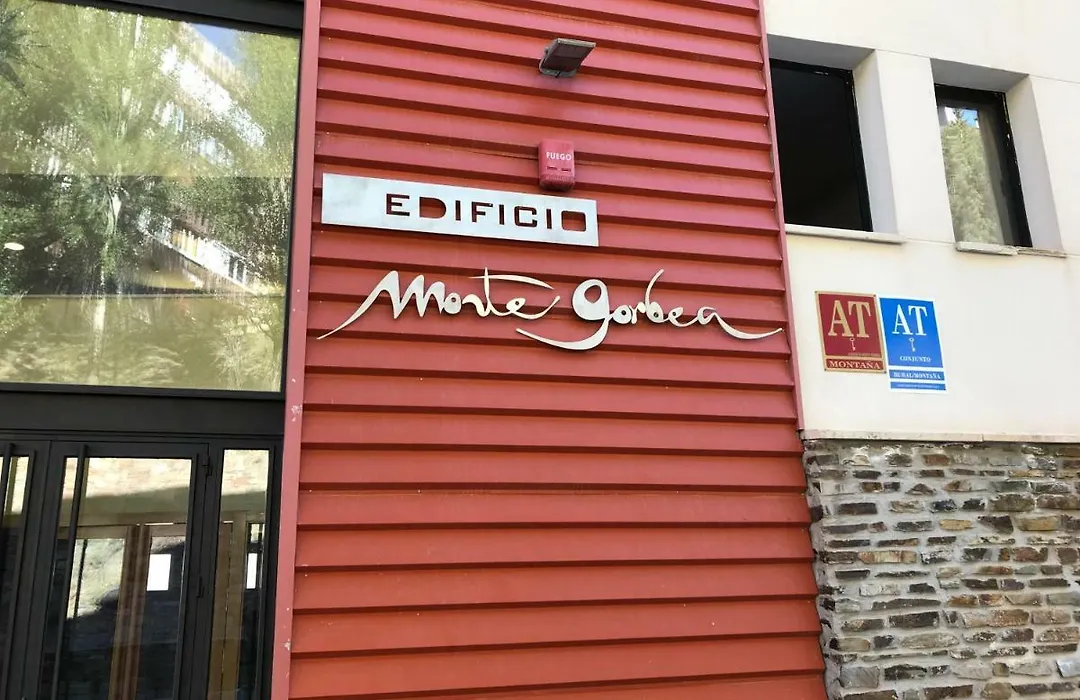 FUEGO
EDIFICIO
Monte gorbea
AT
MONTAÑA
AT
CONJUNTO
RURAL/MONTAÑA